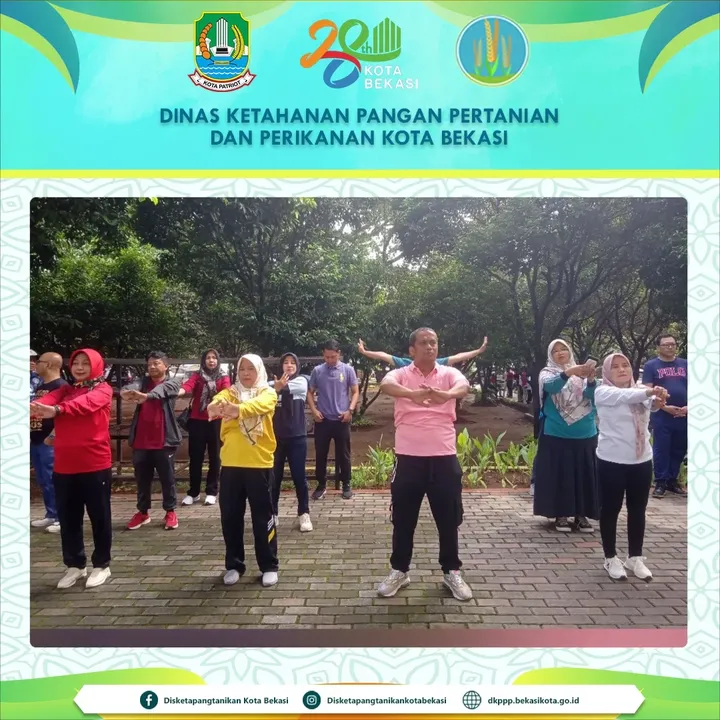 KOTA PATRIOT
28th
KOTA
BEKASI
DINAS KETAHANAN PANGAN PERTANIAN
DAN PERIKANAN KOTA BEKASI
POLO
Disketapangtanikan Kota Bekasi
Disketapangtanikankotabekasi
dkppp.bekasikota.go.id